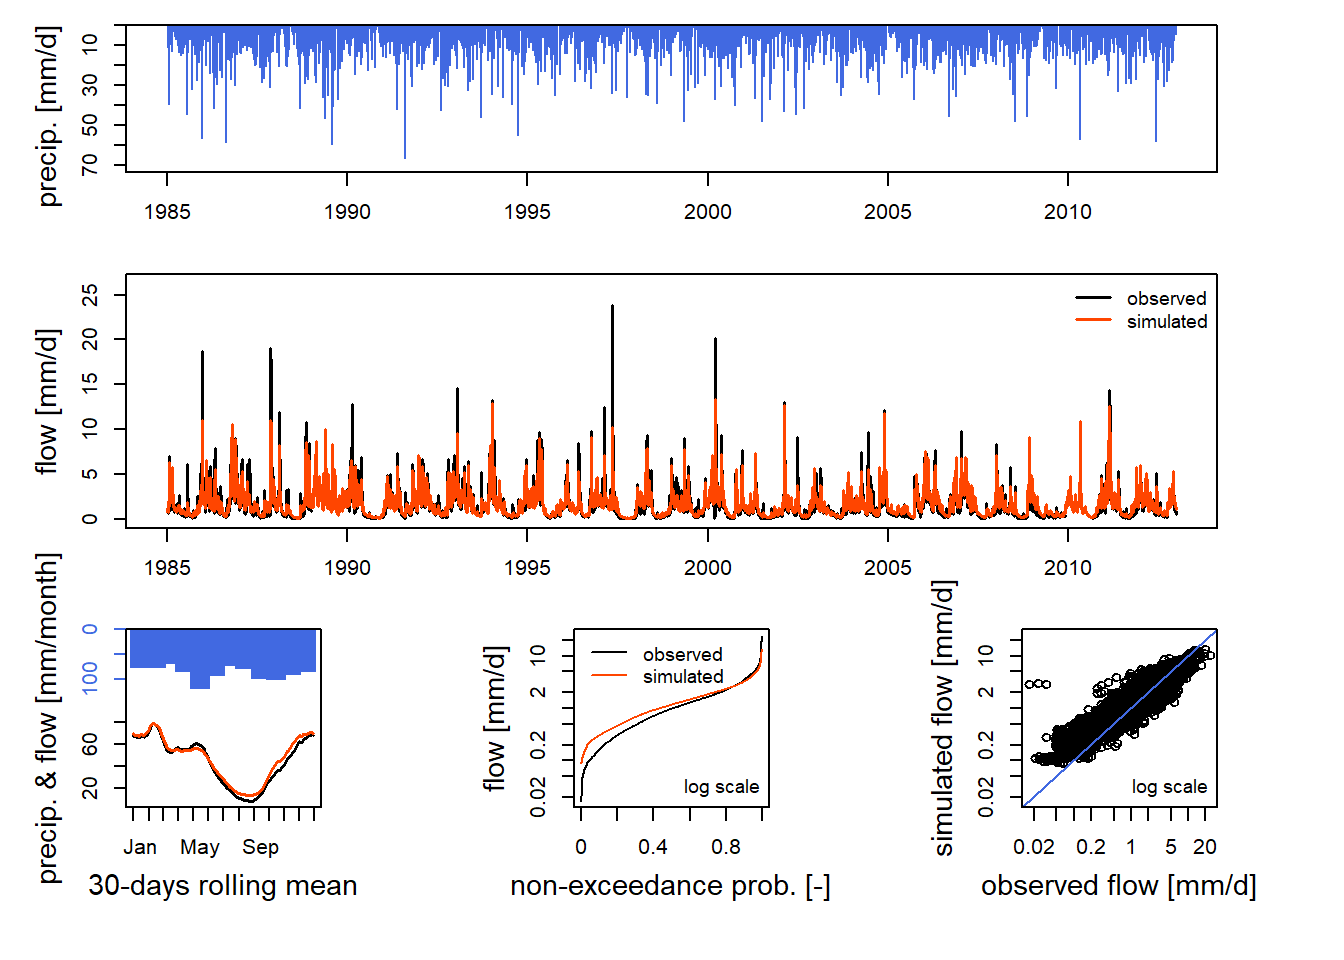 precip. [mm/d]
10
30
50
70
1985
1990
1995
2000
2005
2010
flow [mm/d]
25
20
15
10
5
0
observed
simulated
1985
1990
1995
2000
2005
2010
precip. & flow [mm/month]
0
100
60
20
Jan
May
Sep
30-days rolling mean
flow [mm/d]
10
2
0.2
0.02
observed
simulated
log scale
0
0.4
0.8
non-exceedance prob. [-]
simulated flow [mm/d]
10
2
0.2
0.02
log scale
0.02
0.2
1
5
20
observed flow [mm/d]